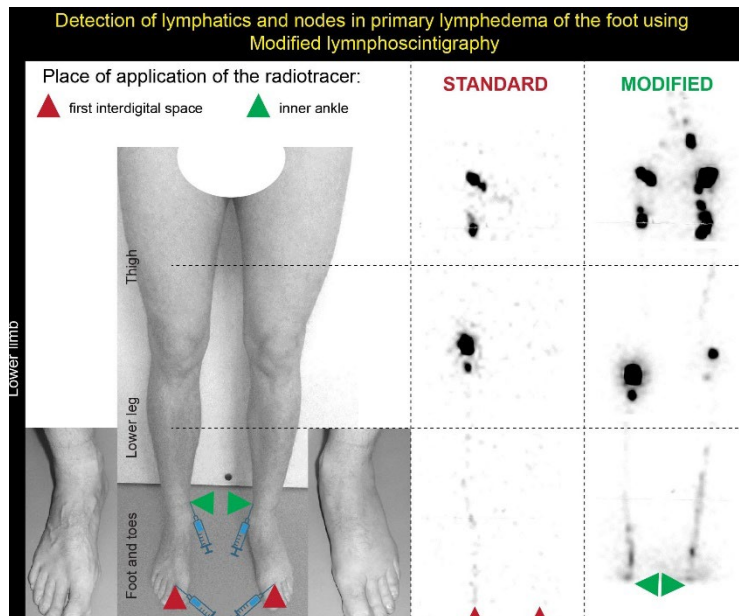 Detection of lymphatics and nodes in primary lymphedema of the foot using
Modified lymnphoscintigraphy
Place of application of the radiotracer:
first interdigital space
inner ankle
STANDARD
MODIFIED
Lower limb
Thigh
Lower leg
Foot and toes